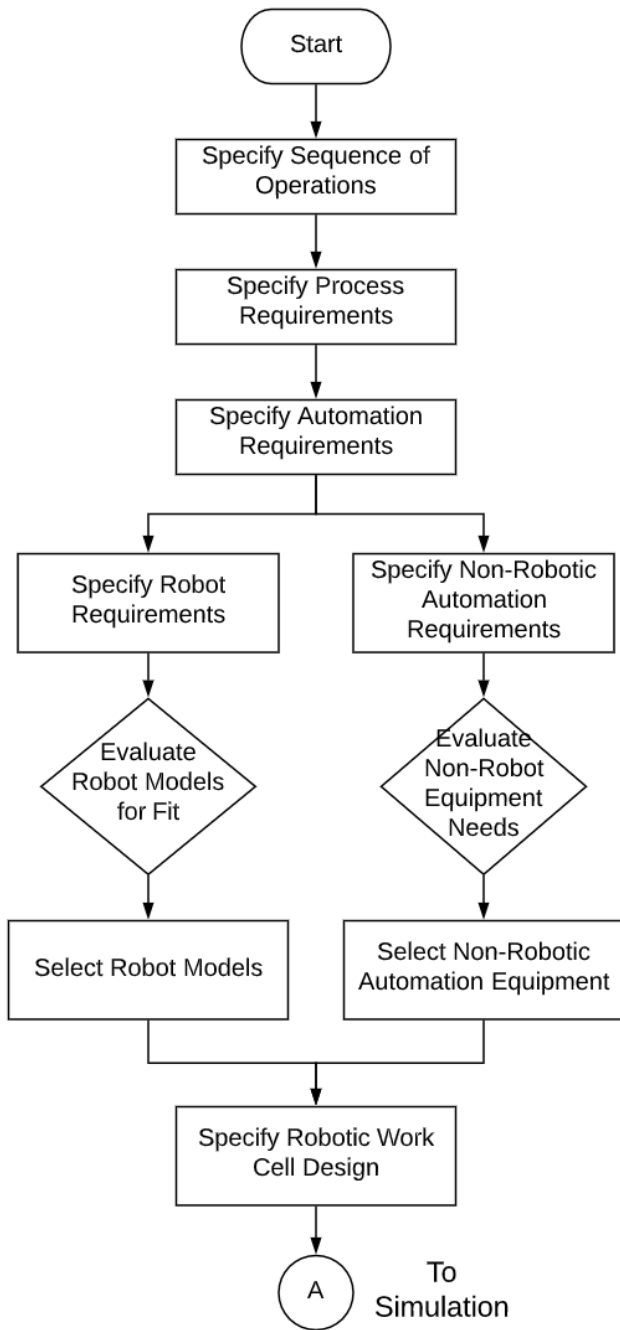 Start
Specify Sequence of
Operations
Specify Process
Requirements
Specify Automation
Requirements
Specify Robot
Requirements
Specify Non-Robotic
Automation
Requirements
Evaluate
Robot Models
for Fit
Evaluate
Non-Robot
Equipment
Needs
Select Robot Models
Select Non-Robotic
Automation Equipment
Specify Robotic Work
Cell Design
A
To
Simulation